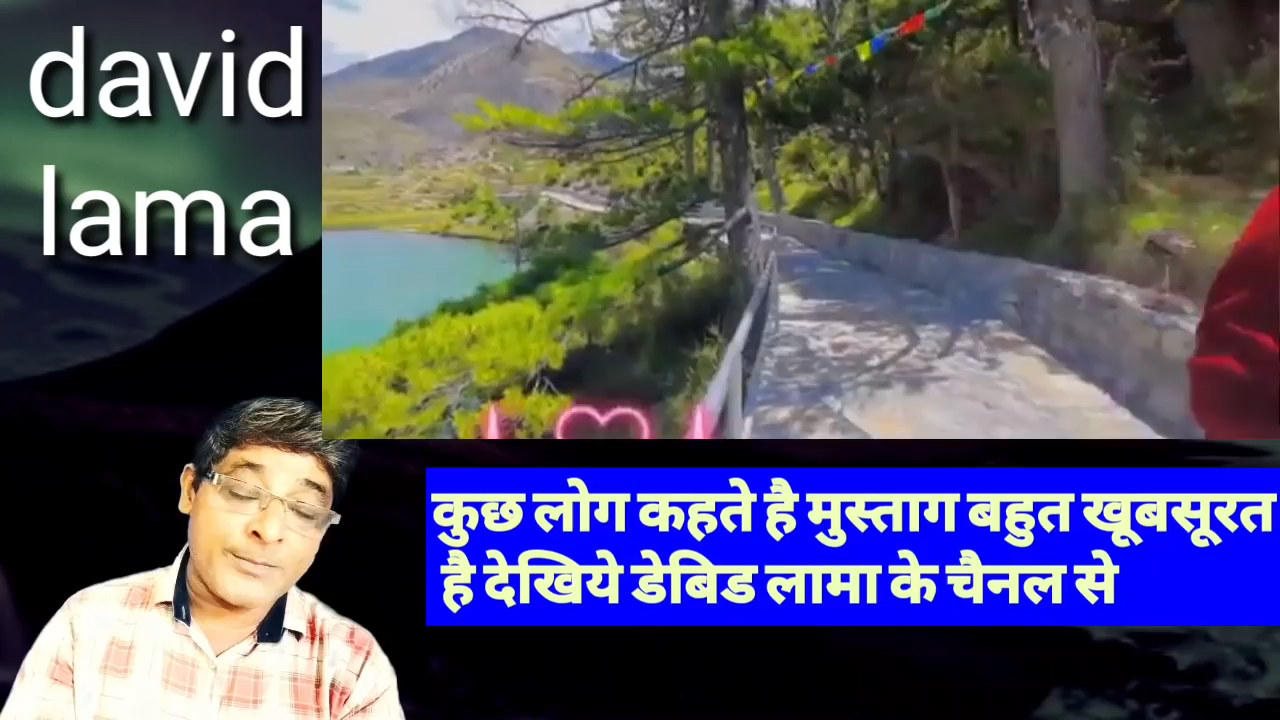 david
lama
कुछ लोग कहते है मुस्ताग बहुत खूबसूरत
है देखिये डेबिड लामा के चैनल से